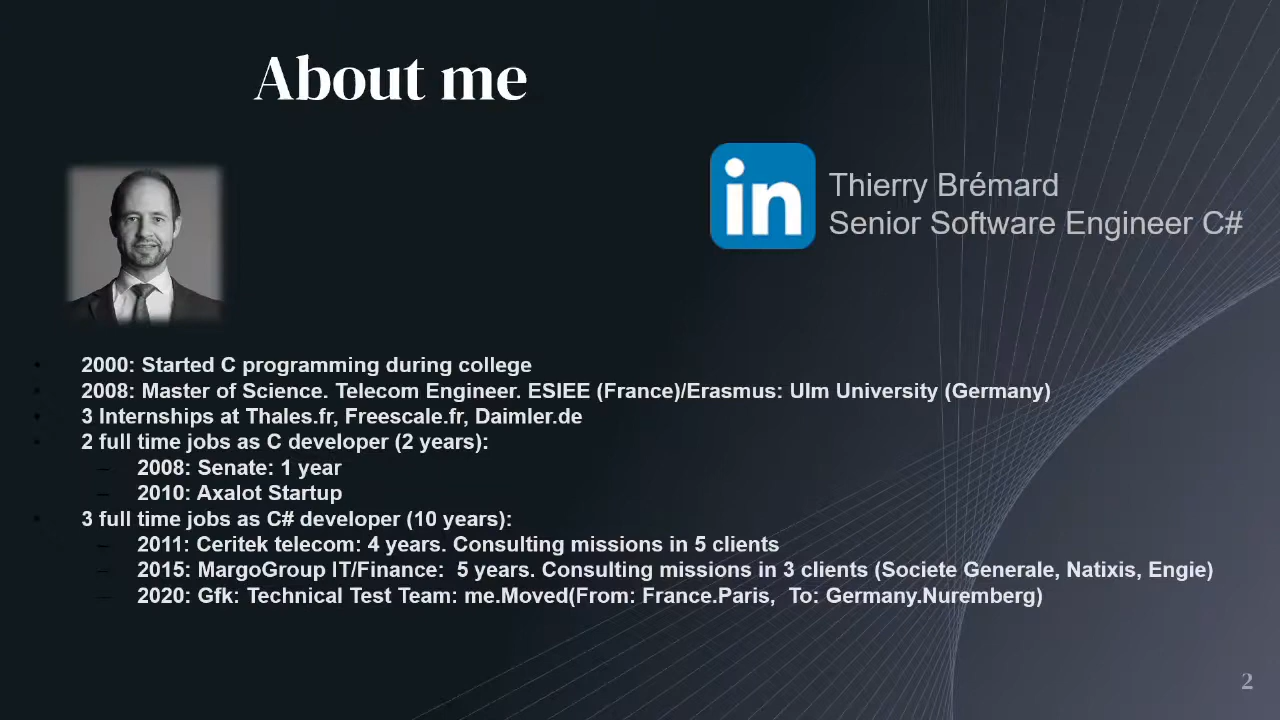 About me
in
Thierry Brémard
Senior Software Engineer C#
2000: Started C programming during college
2008: Master of Science. Telecom Engineer. ESIEE (France)/Erasmus: Ulm University (Germany)
3 Internships at Thales.fr, Freescale.fr, Daimler.de
2 full time jobs as C developer (2 years):
2008: Senate: 1 year
2010: Axalot Startup
3 full time jobs as C# developer (10 years):
2011: Ceritek telecom: 4 years. Consulting missions in 5 clients
2015: MargoGroup IT/Finance:  5 years. Consulting missions in 3 clients (Societe Generale, Natixis, Engie)
2020: Gfk: Technical Test Team: me.Moved(From: France.Paris,  To: Germany.Nuremberg)
2